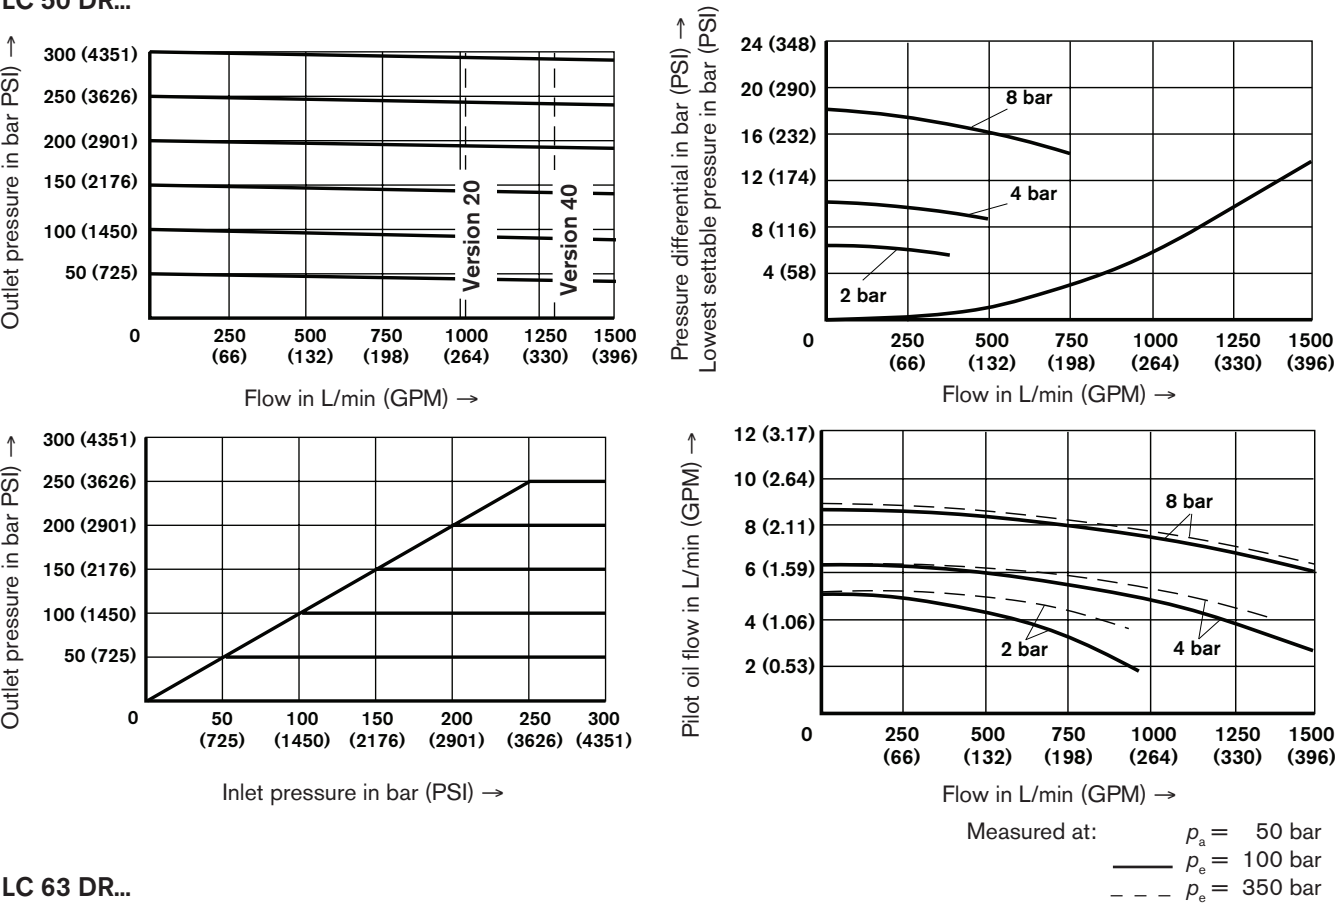 LC 50 DR...
Outlet pressure in bar PSI) →
300 (4351)
250 (3626)
200 (2901)
150 (2176)
100 (1450)
50 (725)
Version 20
Version 40
0 250 500 750 1000 1250 1500
(66) (132) (198) (264) (330) (396)
Flow in L/min (GPM) →
Pressure differential in bar (PSI) →
Lowest settable pressure in bar (PSI)
24 (348)
20 (290)
16 (232)
12 (174)
8 (116)
4 (58)
8 bar
4 bar
2 bar
0 250 500 750 1000 1250 1500
(66) (132) (198) (264) (330) (396)
Flow in L/min (GPM) →
Outlet pressure in bar PSI) →
300 (4351)
250 (3626)
200 (2901)
150 (2176)
100 (1450)
50 (725)
0 50 100 150 200 250 300
(725) (1450) (2176) (2901) (3626) (4351)
Inlet pressure in bar (PSI) →
Pilot oil flow in L/min (GPM) →
12 (3.17)
10 (2.64)
8 (2.11)
6 (1.59)
4 (1.06)
2 (0.53)
8 bar
2 bar
4 bar
0 250 500 750 1000 1250 1500
(66) (132) (198) (264) (330) (396)
Flow in L/min (GPM) →
Measured at: pa = 50 bar
pe = 100 bar
pe = 350 bar
LC 63 DR...